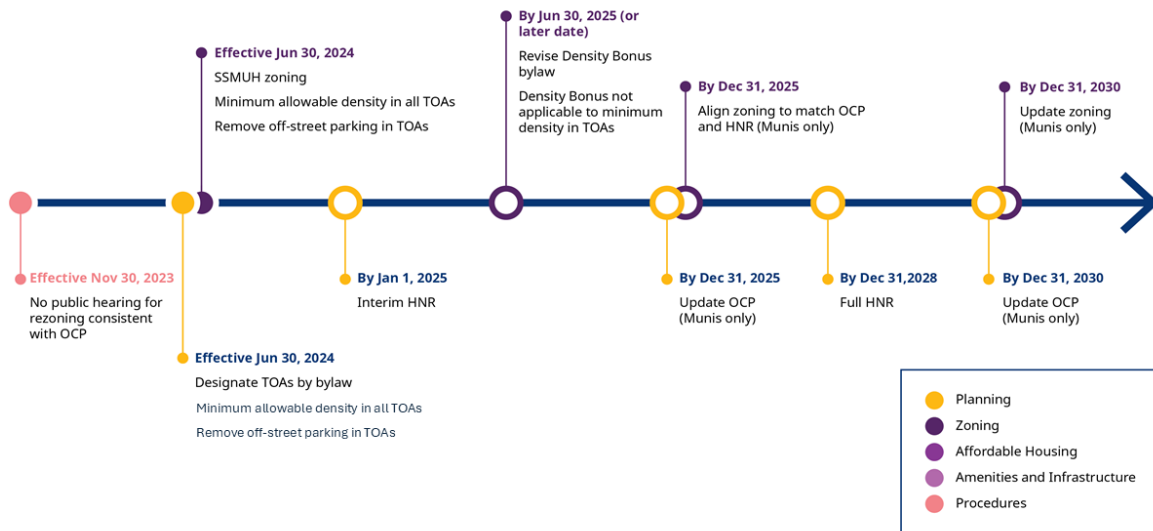 Effective Jun 30, 2024
SSMUH zoning
Minimum allowable density in all TOAs
Remove off-street parking in TOAs
By Jun 30, 2025 (or
later date)
Revise Density Bonus
bylaw
Density Bonus not
applicable to minimum
density in TOAs
By Dec 31, 2025
Align zoning to match OCP
and HNR (Munis only)
By Dec 31, 2030
Update zoning
(Munis only)
Effective Nov 30, 2023
No public hearing for
rezoning consistent
with OCP
Effective Jun 30, 2024
Designate TOAs by bylaw
Minimum allowable density in all TOAs
Remove off-street parking in TOAs
By Jan 1, 2025
Interim HNR
By Dec 31, 2025
Update OCP
(Munis only)
By Dec 31,2028
Full HNR
By Dec 31, 2030
Update OCP
(Munis only)
Planning
Zoning
Affordable Housing
Amenities and Infrastructure
Procedures